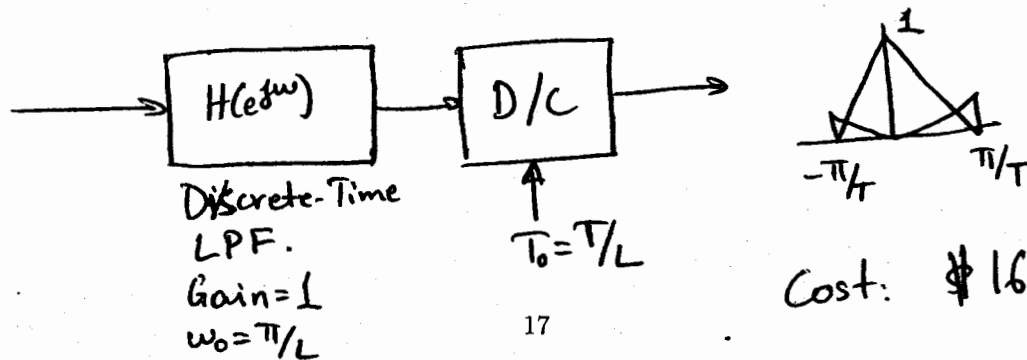 H(e^jω)
D/C
1
-π/T
π/T
Discrete-Time
LPF.
Gain=1
ω₀=π/L
T₀=T/L
Cost: $16
17